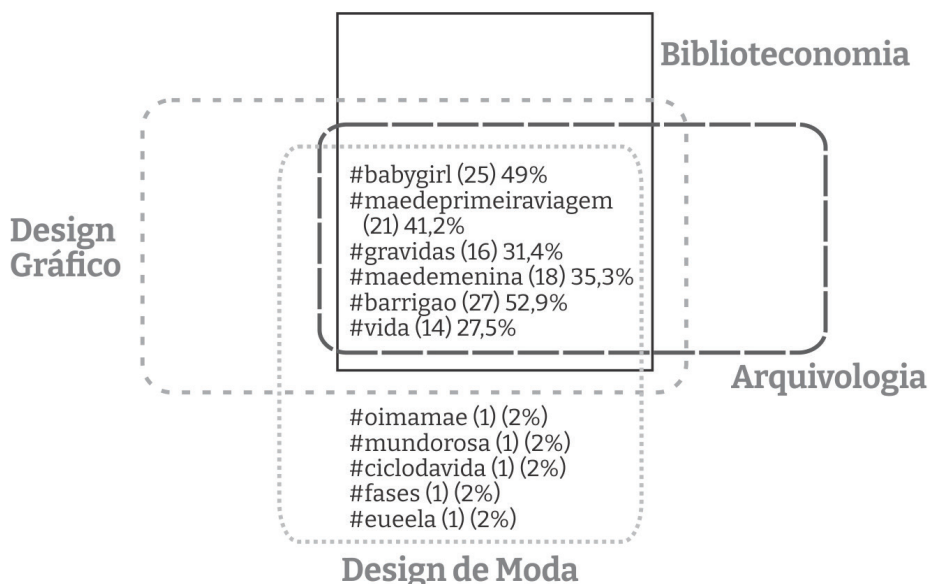 Biblioteconomia
#babygirl (25) 49%
#maedeprimeiraviagem
(21) 41,2%
#gravidas (16) 31,4%
#maedemenina (18) 35,3%
#barrigao (27) 52,9%
#vida (14) 27,5%
Design
Gráfico
Arquivologia
#oimamae (1) (2%)
#mundorosa (1) (2%)
#ciclodavida (1) (2%)
#fases (1) (2%)
#eueela (1) (2%)
Design de Moda